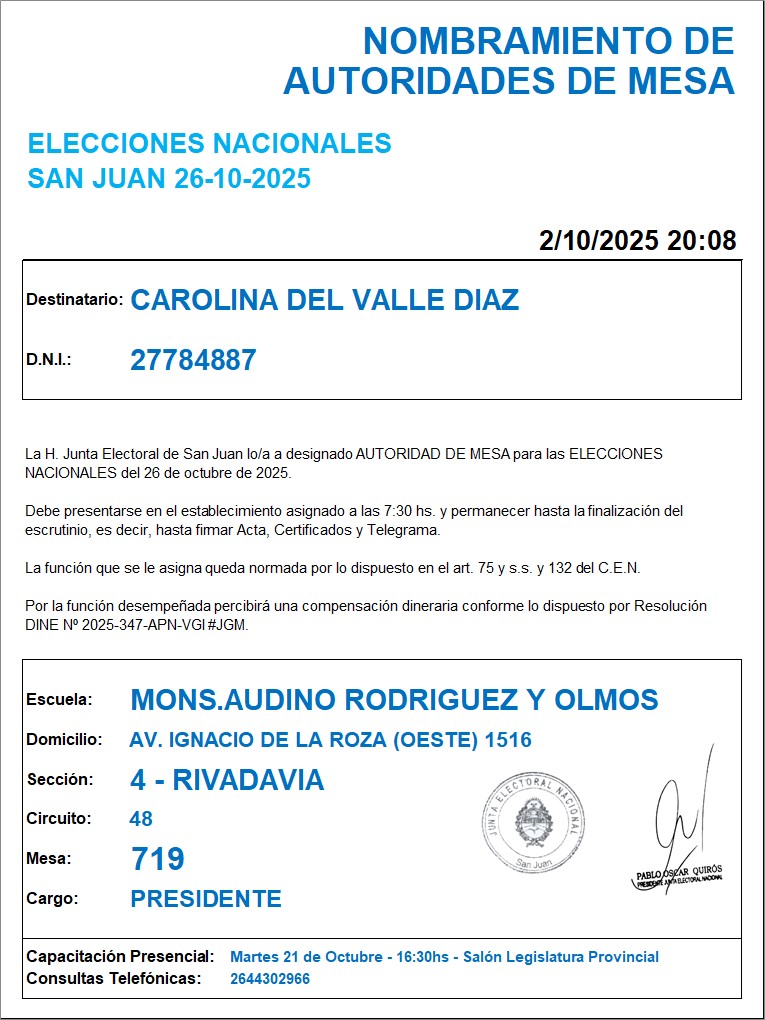 NOMBRAMIENTO DE
AUTORIDADES DE MESA
ELECCIONES NACIONALES
SAN JUAN 26-10-2025
2/10/2025 20:08
Destinatario: CAROLINA DEL VALLE DIAZ
D.N.I.: 27784887
La H. Junta Electoral de San Juan lo/a a designado AUTORIDAD DE MESA para las ELECCIONES
NACIONALES del 26 de octubre de 2025.
Debe presentarse en el establecimiento asignado a las 7:30 hs. y permanecer hasta la finalización del
escrutinio, es decir, hasta firmar Acta, Certificados y Telegrama.
La función que se le asigna queda normada por lo dispuesto en el art. 75 y s.s. y 132 del C.E.N.
Por la función desempeñada percibirá una compensación dineraria conforme lo dispuesto por Resolución
DINE Nº 2025-347-APN-VGI#JGM.
Escuela: MONS.AUDINO RODRIGUEZ Y OLMOS
Domicilio: AV. IGNACIO DE LA ROZA (OESTE) 1516
Sección: 4 - RIVADAVIA
Circuito: 48
Mesa: 719
Cargo: PRESIDENTE
JUNTA ELECTORAL NACIONAL
San Juan
PABLO OSCAR QUIRÓS
PRESIDENTE JUNTA ELECTORAL NACIONAL
Capacitación Presencial: Martes 21 de Octubre - 16:30hs - Salón Legislatura Provincial
Consultas Telefónicas: 2644302966